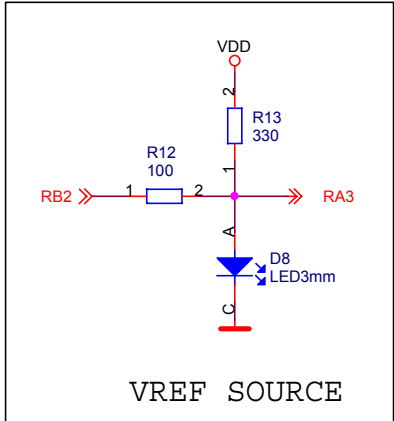 VDD
2
R13
330
R12
100
1
RB2
1
2
RA3
A
D8
LED3mm
C
VREF SOURCE